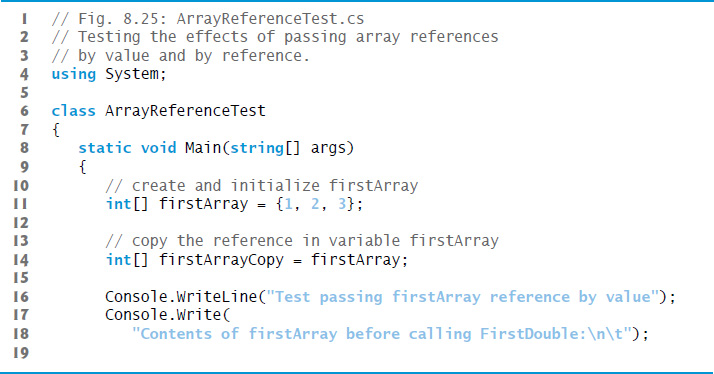 1 // Fig. 8.25: ArrayReferenceTest.cs
2 // Testing the effects of passing array references
3 // by value and by reference.
4 using System;
5
6 class ArrayReferenceTest
7 {
8 static void Main(string[] args)
9 {
10 // create and initialize firstArray
11 int[] firstArray = {1, 2, 3};
12
13 // copy the reference in variable firstArray
14 int[] firstArrayCopy = firstArray;
15
16 Console.WriteLine("Test passing firstArray reference by value");
17 Console.Write(
18 "Contents of firstArray before calling FirstDouble:\n\t");
19